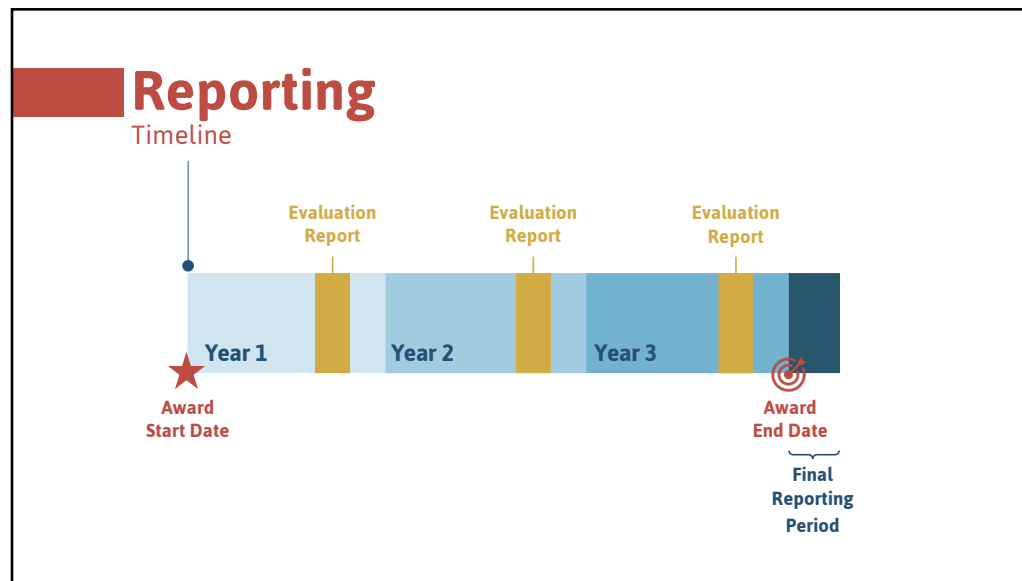 Reporting
Timeline
Evaluation
Report
Evaluation
Report
Evaluation
Report
Year 1
Year 2
Year 3
Award
Start Date
Award
End Date
Final
Reporting
Period